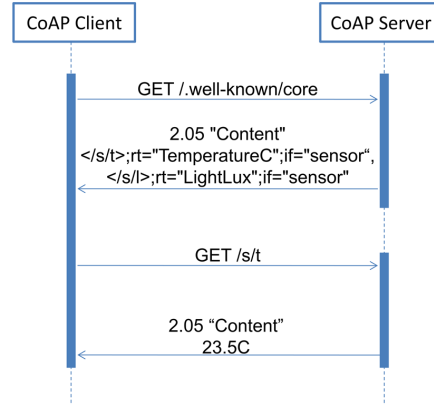 CoAP Client
CoAP Server
GET /.well-known/core
2.05 "Content"
</s/t>;rt="TemperatureC";if="sensor“,
</s/l>;rt="LightLux";if="sensor"
GET /s/t
2.05 “Content”
23.5C